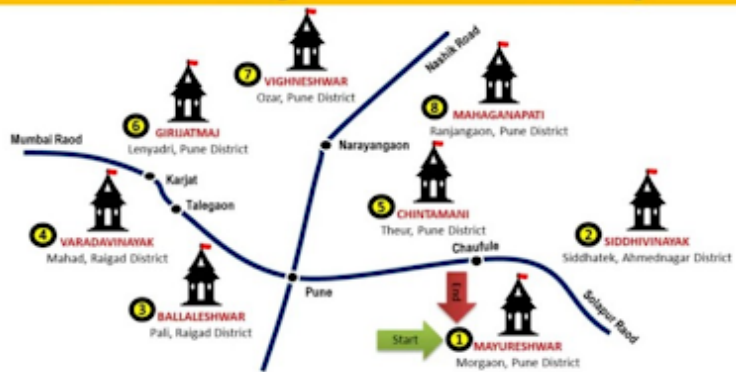 7
VIGHNESHWAR
Ozar, Pune District
Nashik Road
8
MAHAGANAPATI
Ranjangaon, Pune District
6
GIRIJATMAJ
Lenyadri, Pune District
Mumbai Raod
Narayangaon
Karjat
Talegaon
5
CHINTAMANI
Theur, Pune District
4
VARADAVINAYAK
Mahad, Raigad District
2
SIDDHIVINAYAK
Siddhatek, Ahmednagar District
Chaufule
3
BALLALESHWAR
Pali, Raigad District
Pune
End
Solapur Raod
Start
1
MAYURESHWAR
Morgaon, Pune District